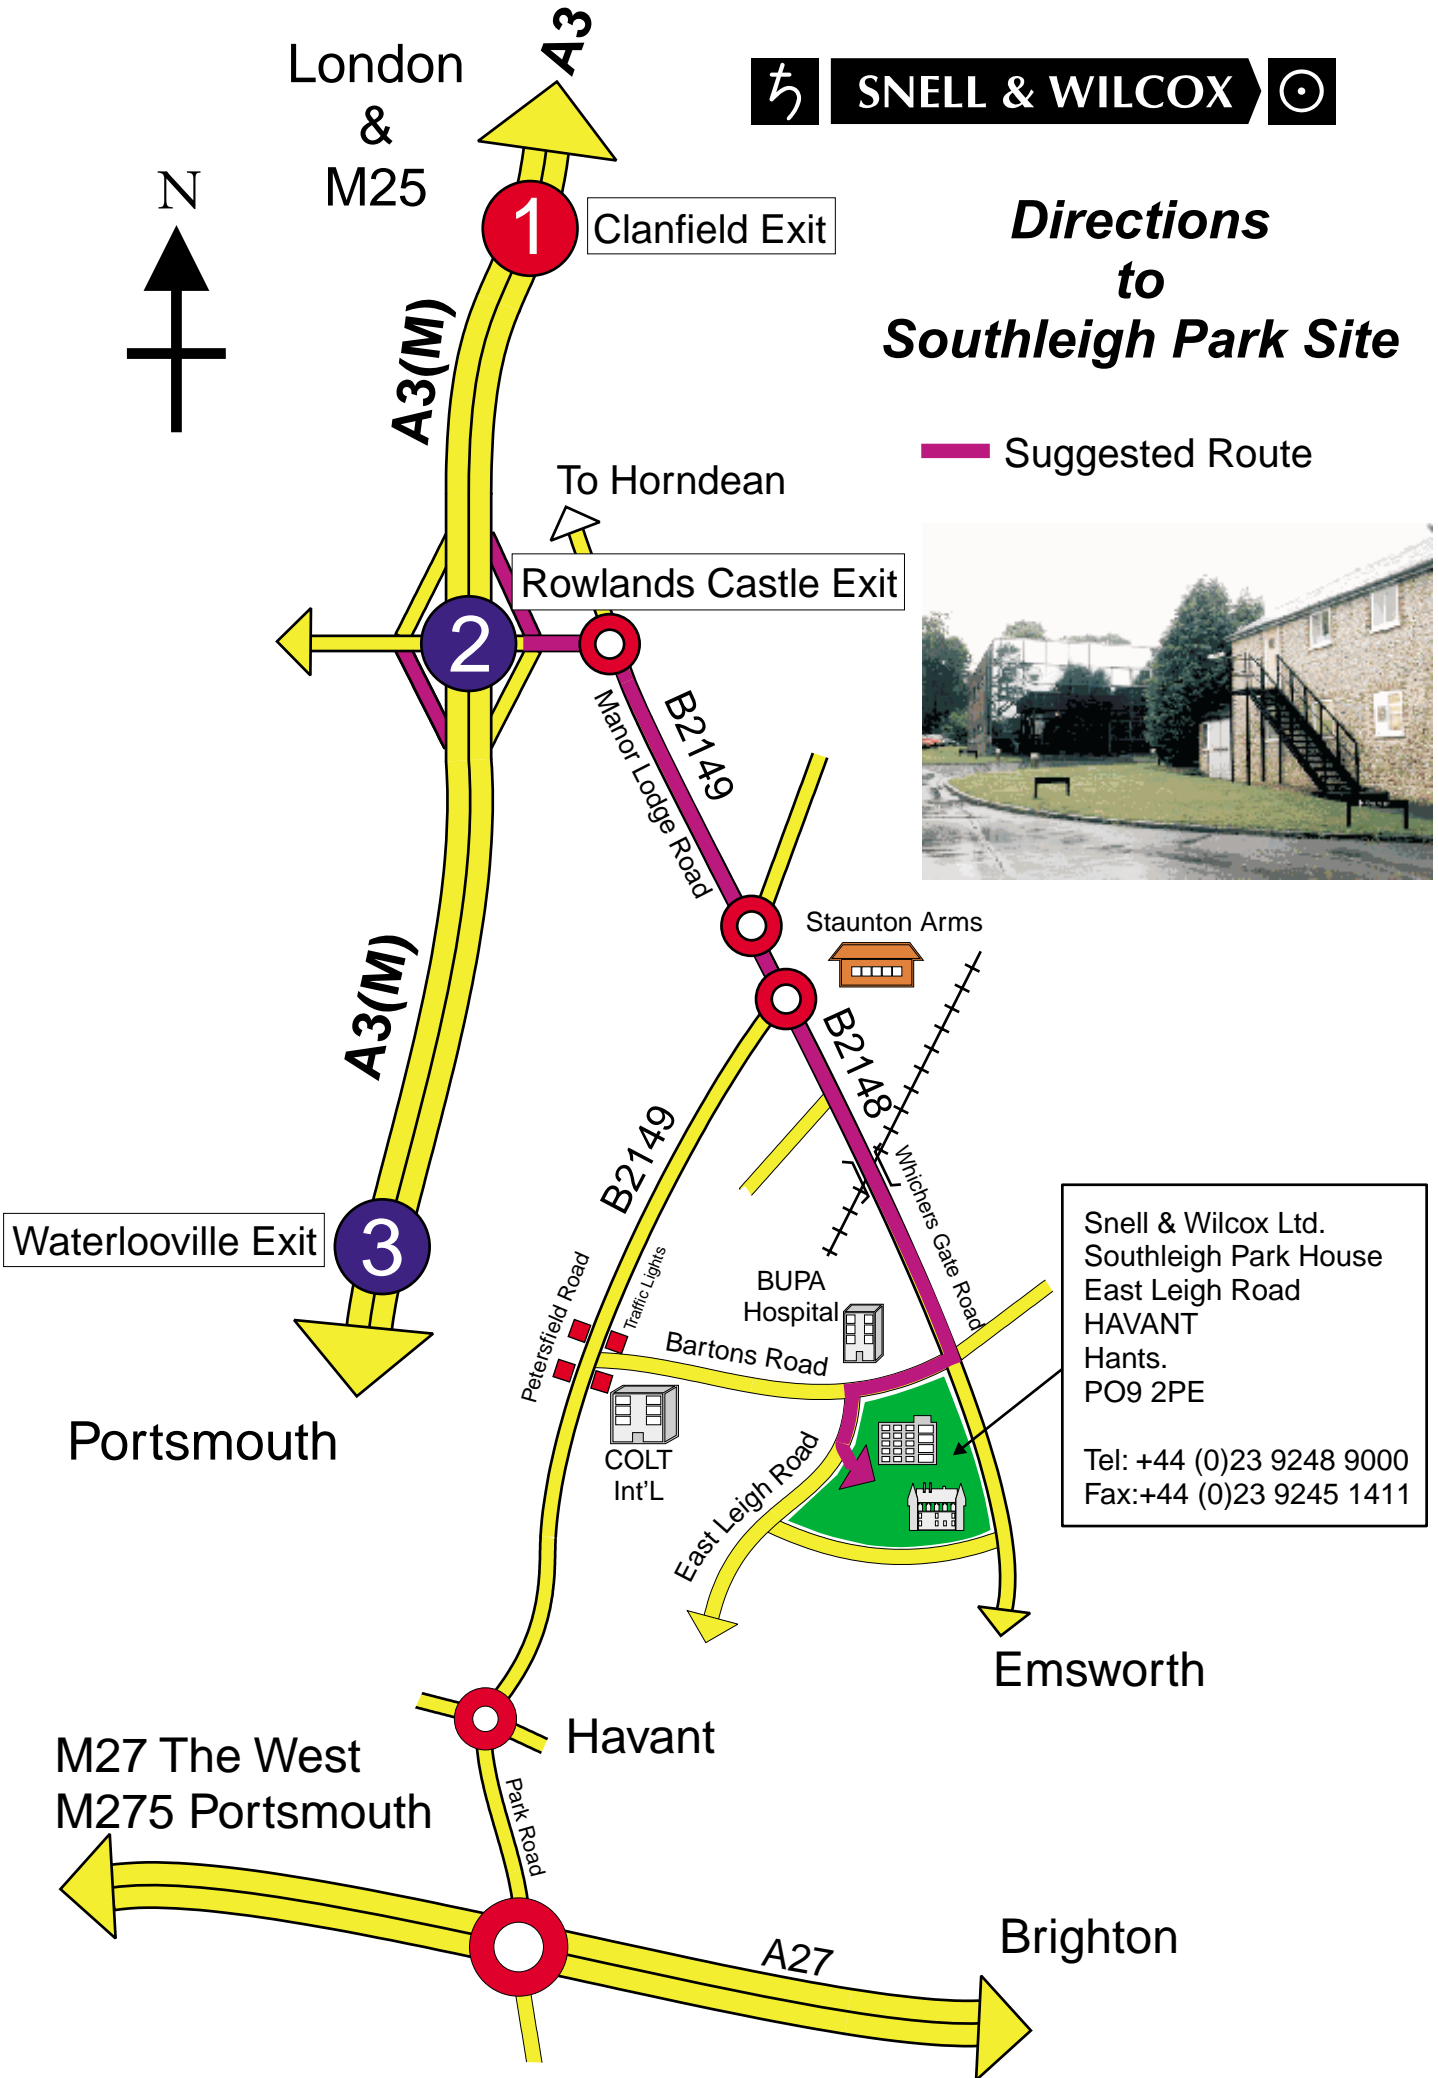 A3
London
&
M25
SNELL & WILCOX
N
1
Clanfield Exit
Directions
to
Southleigh Park Site
A3(M)
Suggested Route
To Horndean
Rowlands Castle Exit
2
B2149
Manor Lodge Road
Staunton Arms
A3(M)
B2148
B2149
Whichers Gate Road
Waterlooville Exit
3
Petersfield Road
Traffic Lights
BUPA
Hospital
Bartons Road
Snell & Wilcox Ltd.
Southleigh Park House
East Leigh Road
HAVANT
Hants.
PO9 2PE
Tel: +44 (0)23 9248 9000
Fax:+44 (0)23 9245 1411
Portsmouth
COLT
Int'L
East Leigh Road
Emsworth
Havant
M27 The West
M275 Portsmouth
Park Road
A27
Brighton